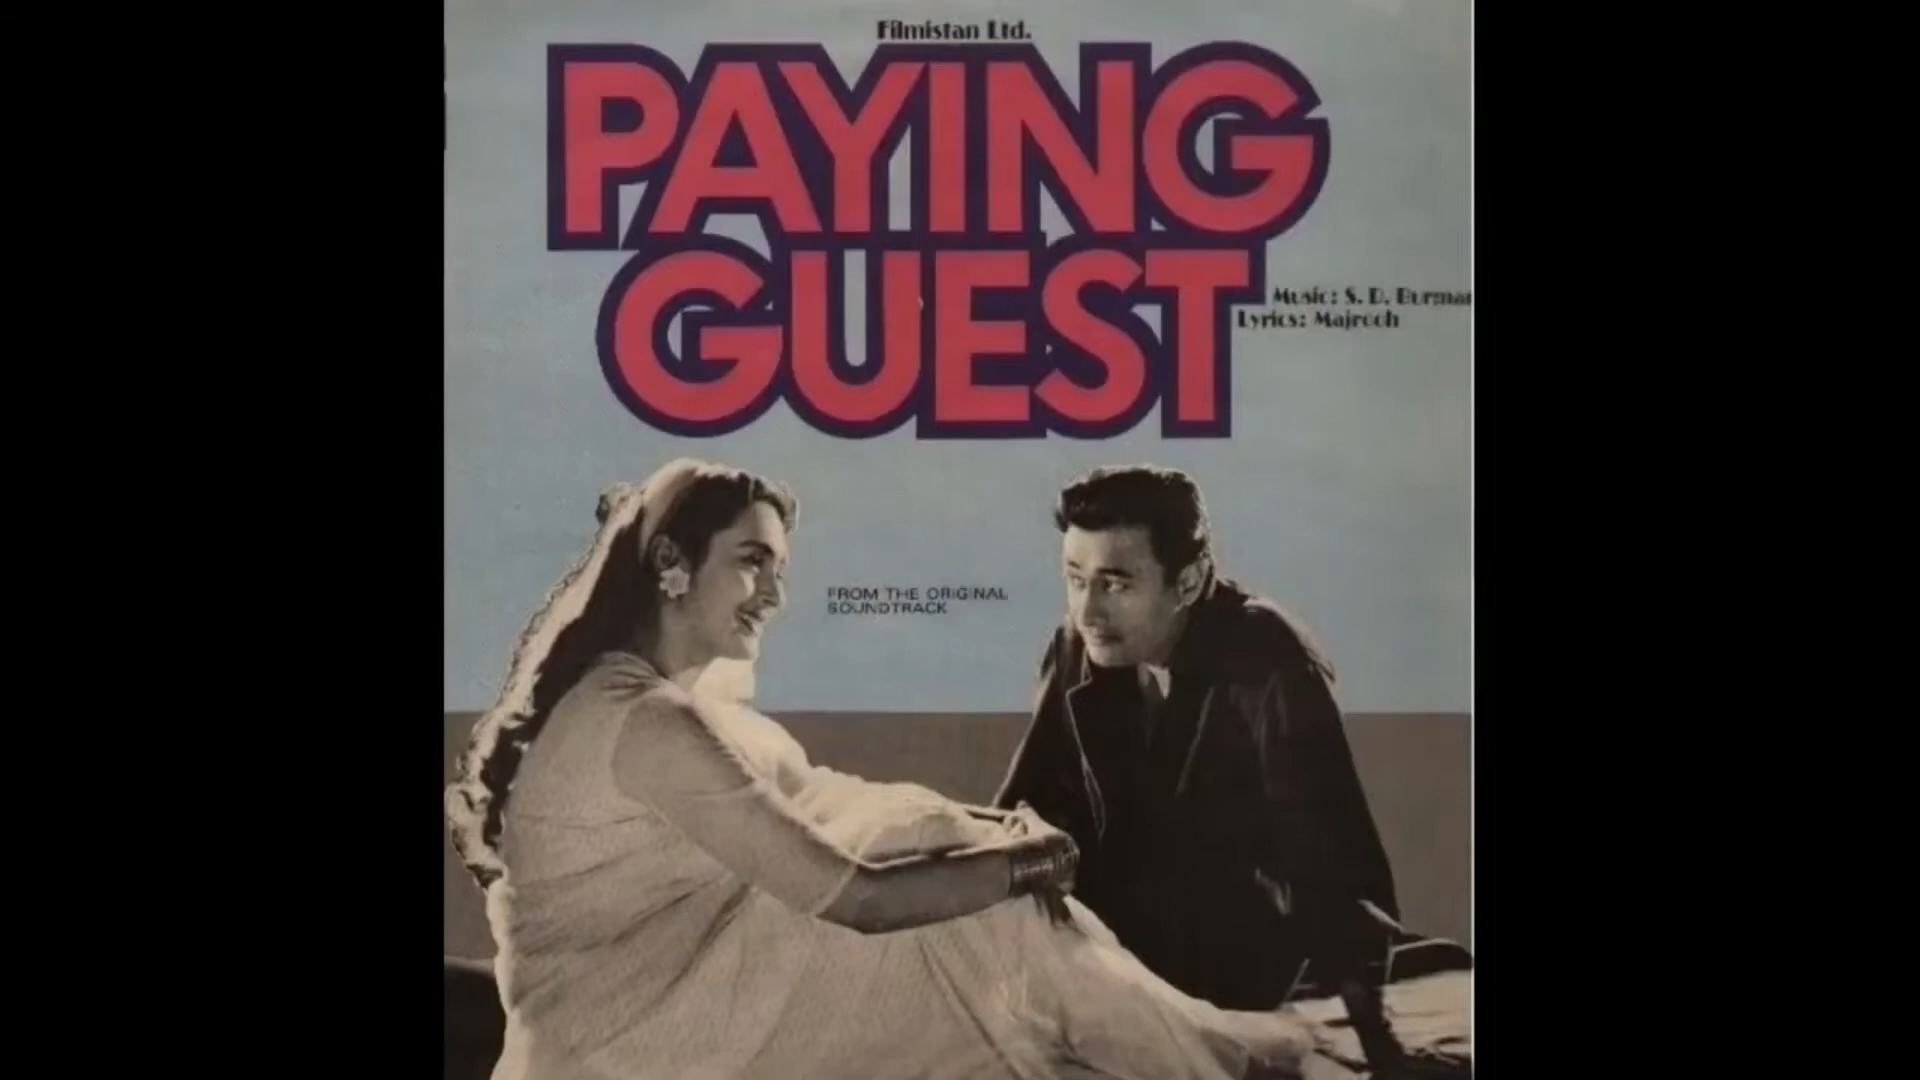 Filmistan Ltd.
PAYING
GUEST
Music: S. D. Burman
Lyrics: Majrooh
FROM THE ORIGINAL
SOUNDTRACK